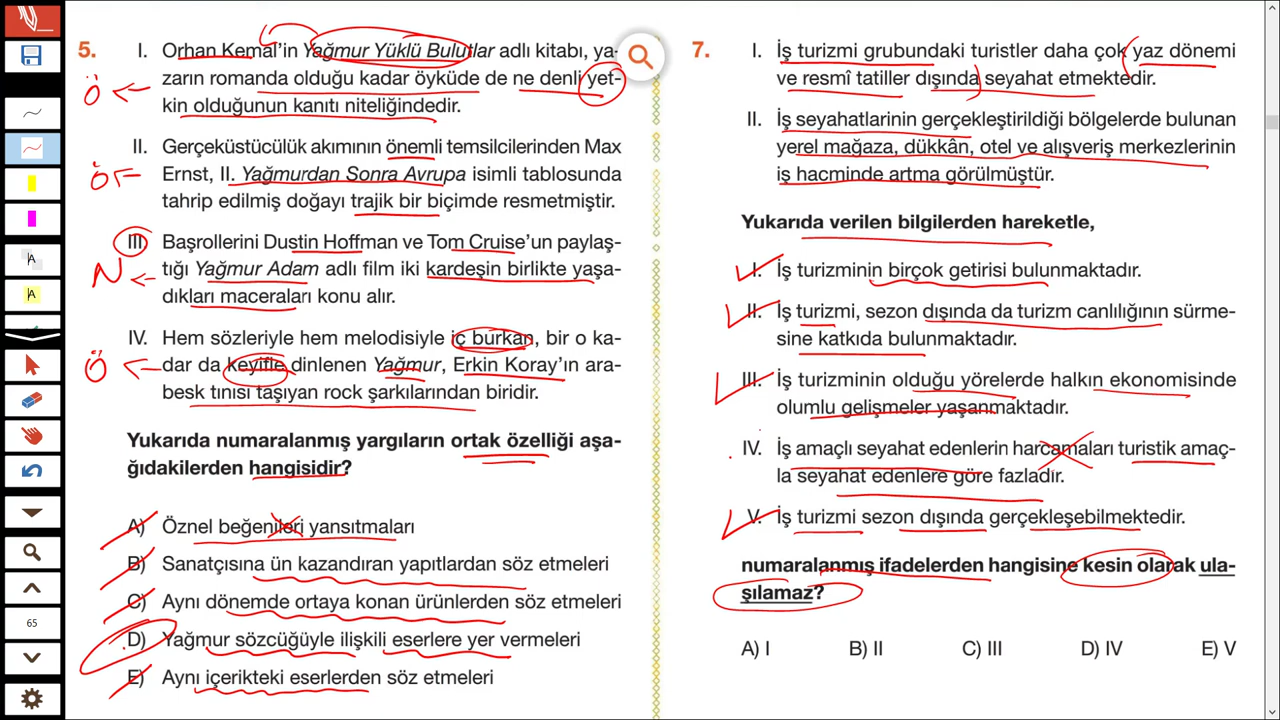 5. I. Orhan Kemal’in Yağmur Yüklü Bulutlar adlı kitabı, ya-
zarın romanda olduğu kadar öyküde de ne denli yet-
kin olduğunun kanıtı niteliğindedir.
Ö
II. Gerçeküstücülük akımının önemli temsilcilerinden Max
Ernst, II. Yağmurdan Sonra Avrupa isimli tablosunda
tahrip edilmiş doğayı trajik bir biçimde resmetmiştir.
Ö
III. Başrollerini Dustin Hoffman ve Tom Cruise’un paylaş-
tığı Yağmur Adam adlı film iki kardeşin birlikte yaşa-
dıkları maceraları konu alır.
N
IV. Hem sözleriyle hem melodisiyle iç burkan, bir o ka-
dar da keyifle dinlenen Yağmur, Erkin Koray’ın ara-
besk tınısı taşıyan rock şarkılarından biridir.
Ö
Yukarıda numaralanmış yargıların ortak özelliği aşa-
ğıdakilerden hangisidir?
A) Öznel beğenileri yansıtmaları
B) Sanatçısına ün kazandıran yapıtlardan söz etmeleri
C) Aynı dönemde ortaya konan ürünlerden söz etmeleri
D) Yağmur sözcüğüyle ilişkili eserlere yer vermeleri
E) Aynı içerikteki eserlerden söz etmeleri
7. I. İş turizmi grubundaki turistler daha çok yaz dönemi
ve resmî tatiller dışında seyahat etmektedir.
II. İş seyahatlarinin gerçekleştirildiği bölgelerde bulunan
yerel mağaza, dükkân, otel ve alışveriş merkezlerinin
iş hacminde artma görülmüştür.
Yukarıda verilen bilgilerden hareketle,
I. İş turizminin birçok getirisi bulunmaktadır.
II. İş turizmi, sezon dışında da turizm canlılığının sürme-
sine katkıda bulunmaktadır.
III. İş turizminin olduğu yörelerde halkın ekonomisinde
olumlu gelişmeler yaşanmaktadır.
IV. İş amaçlı seyahat edenlerin harcamaları turistik amaç-
la seyahat edenlere göre fazladır.
V. İş turizmi sezon dışında gerçekleşebilmektedir.
numaralanmış ifadelerden hangisine kesin olarak ula-
şılamaz?
A) I B) II C) III D) IV E) V
A
A
65